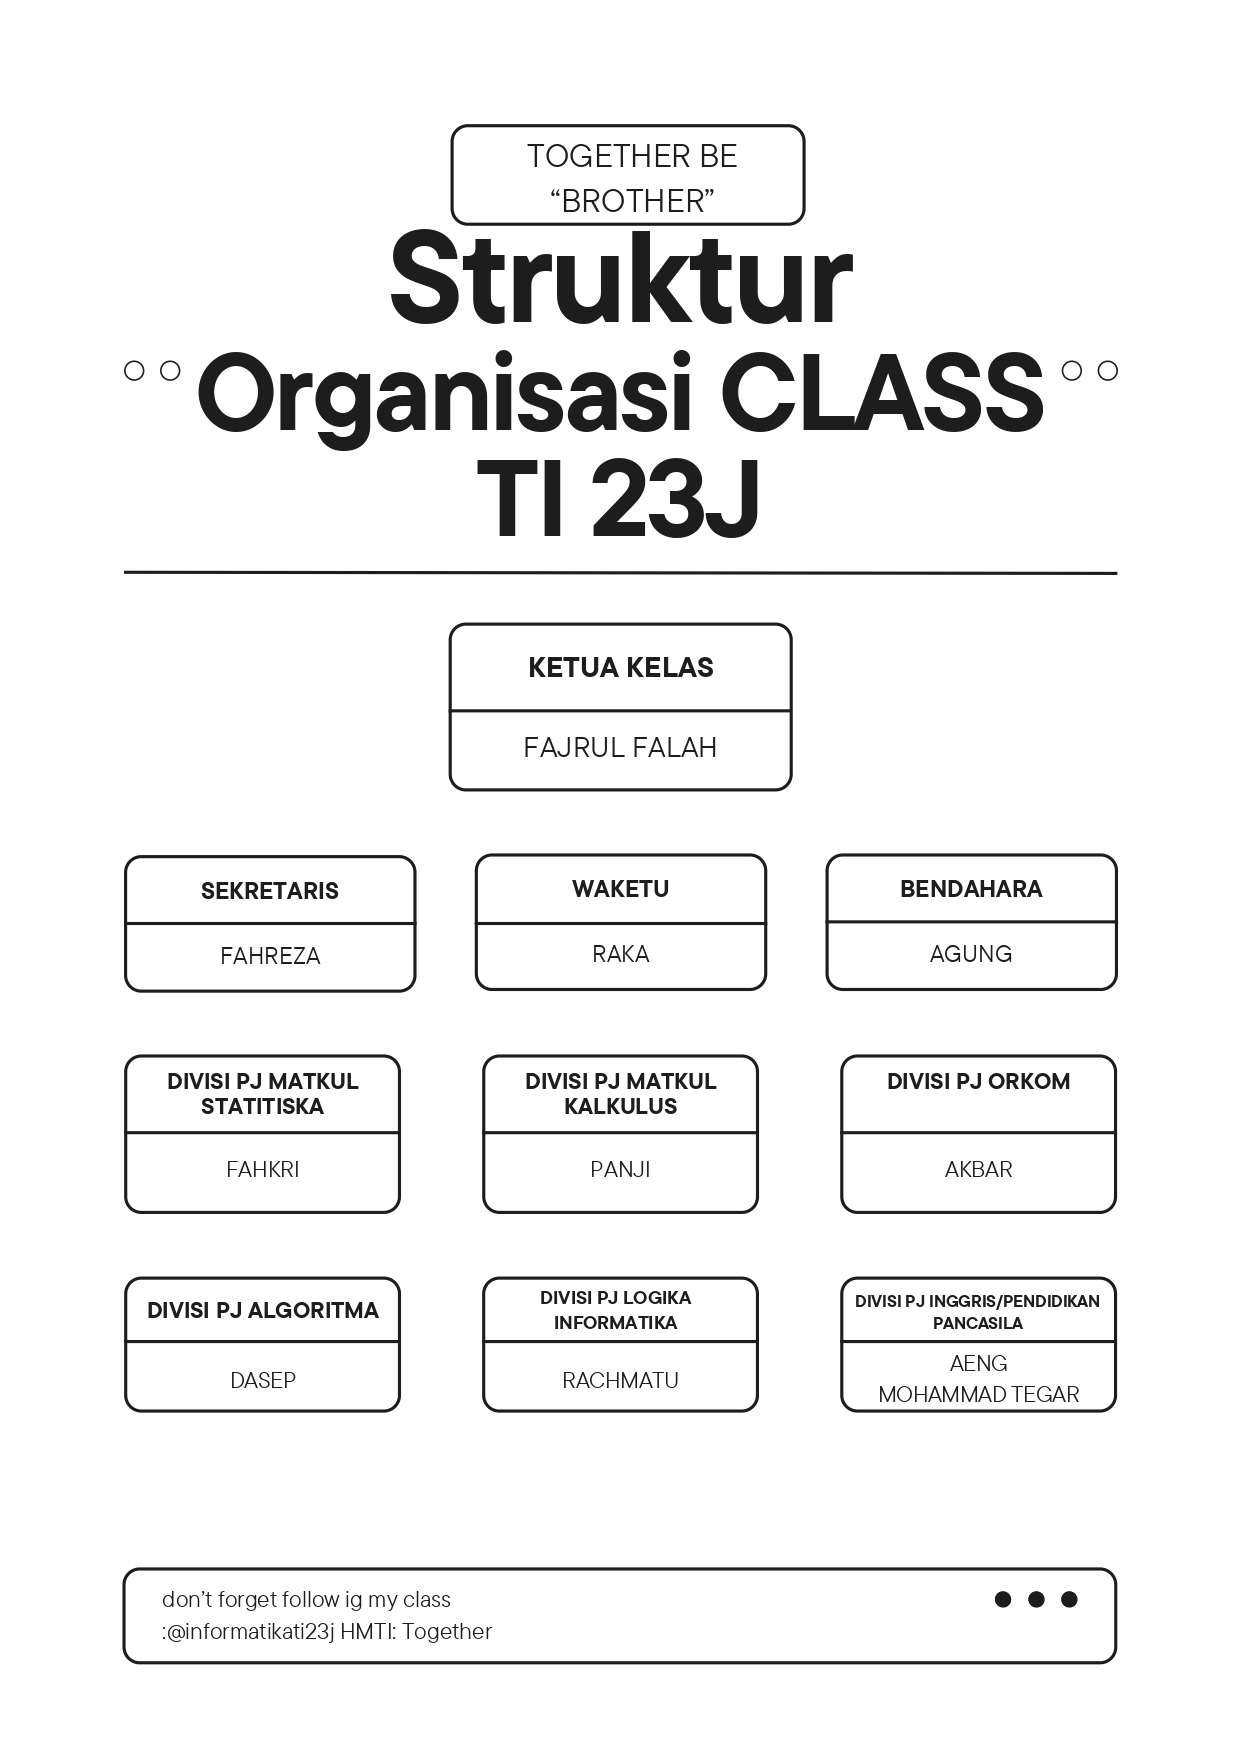 TOGETHER BE
“BROTHER”
Struktur
Organisasi CLASS
TI 23J
KETUA KELAS
FAJRUL FALAH
SEKRETARIS
FAHREZA
WAKETU
RAKA
BENDAHARA
AGUNG
DIVISI PJ MATKUL
STATITISKA
FAHKRI
DIVISI PJ MATKUL
KALKULUS
PANJI
DIVISI PJ ORKOM
AKBAR
DIVISI PJ ALGORITMA
DASEP
DIVISI PJ LOGIKA
INFORMATIKA
RACHMATU
DIVISI PJ INGGRIS/PENDIDIKAN
PANCASILA
AENG
MOHAMMAD TEGAR
don’t forget follow ig my class
:@informatikati23j HMTI: Together